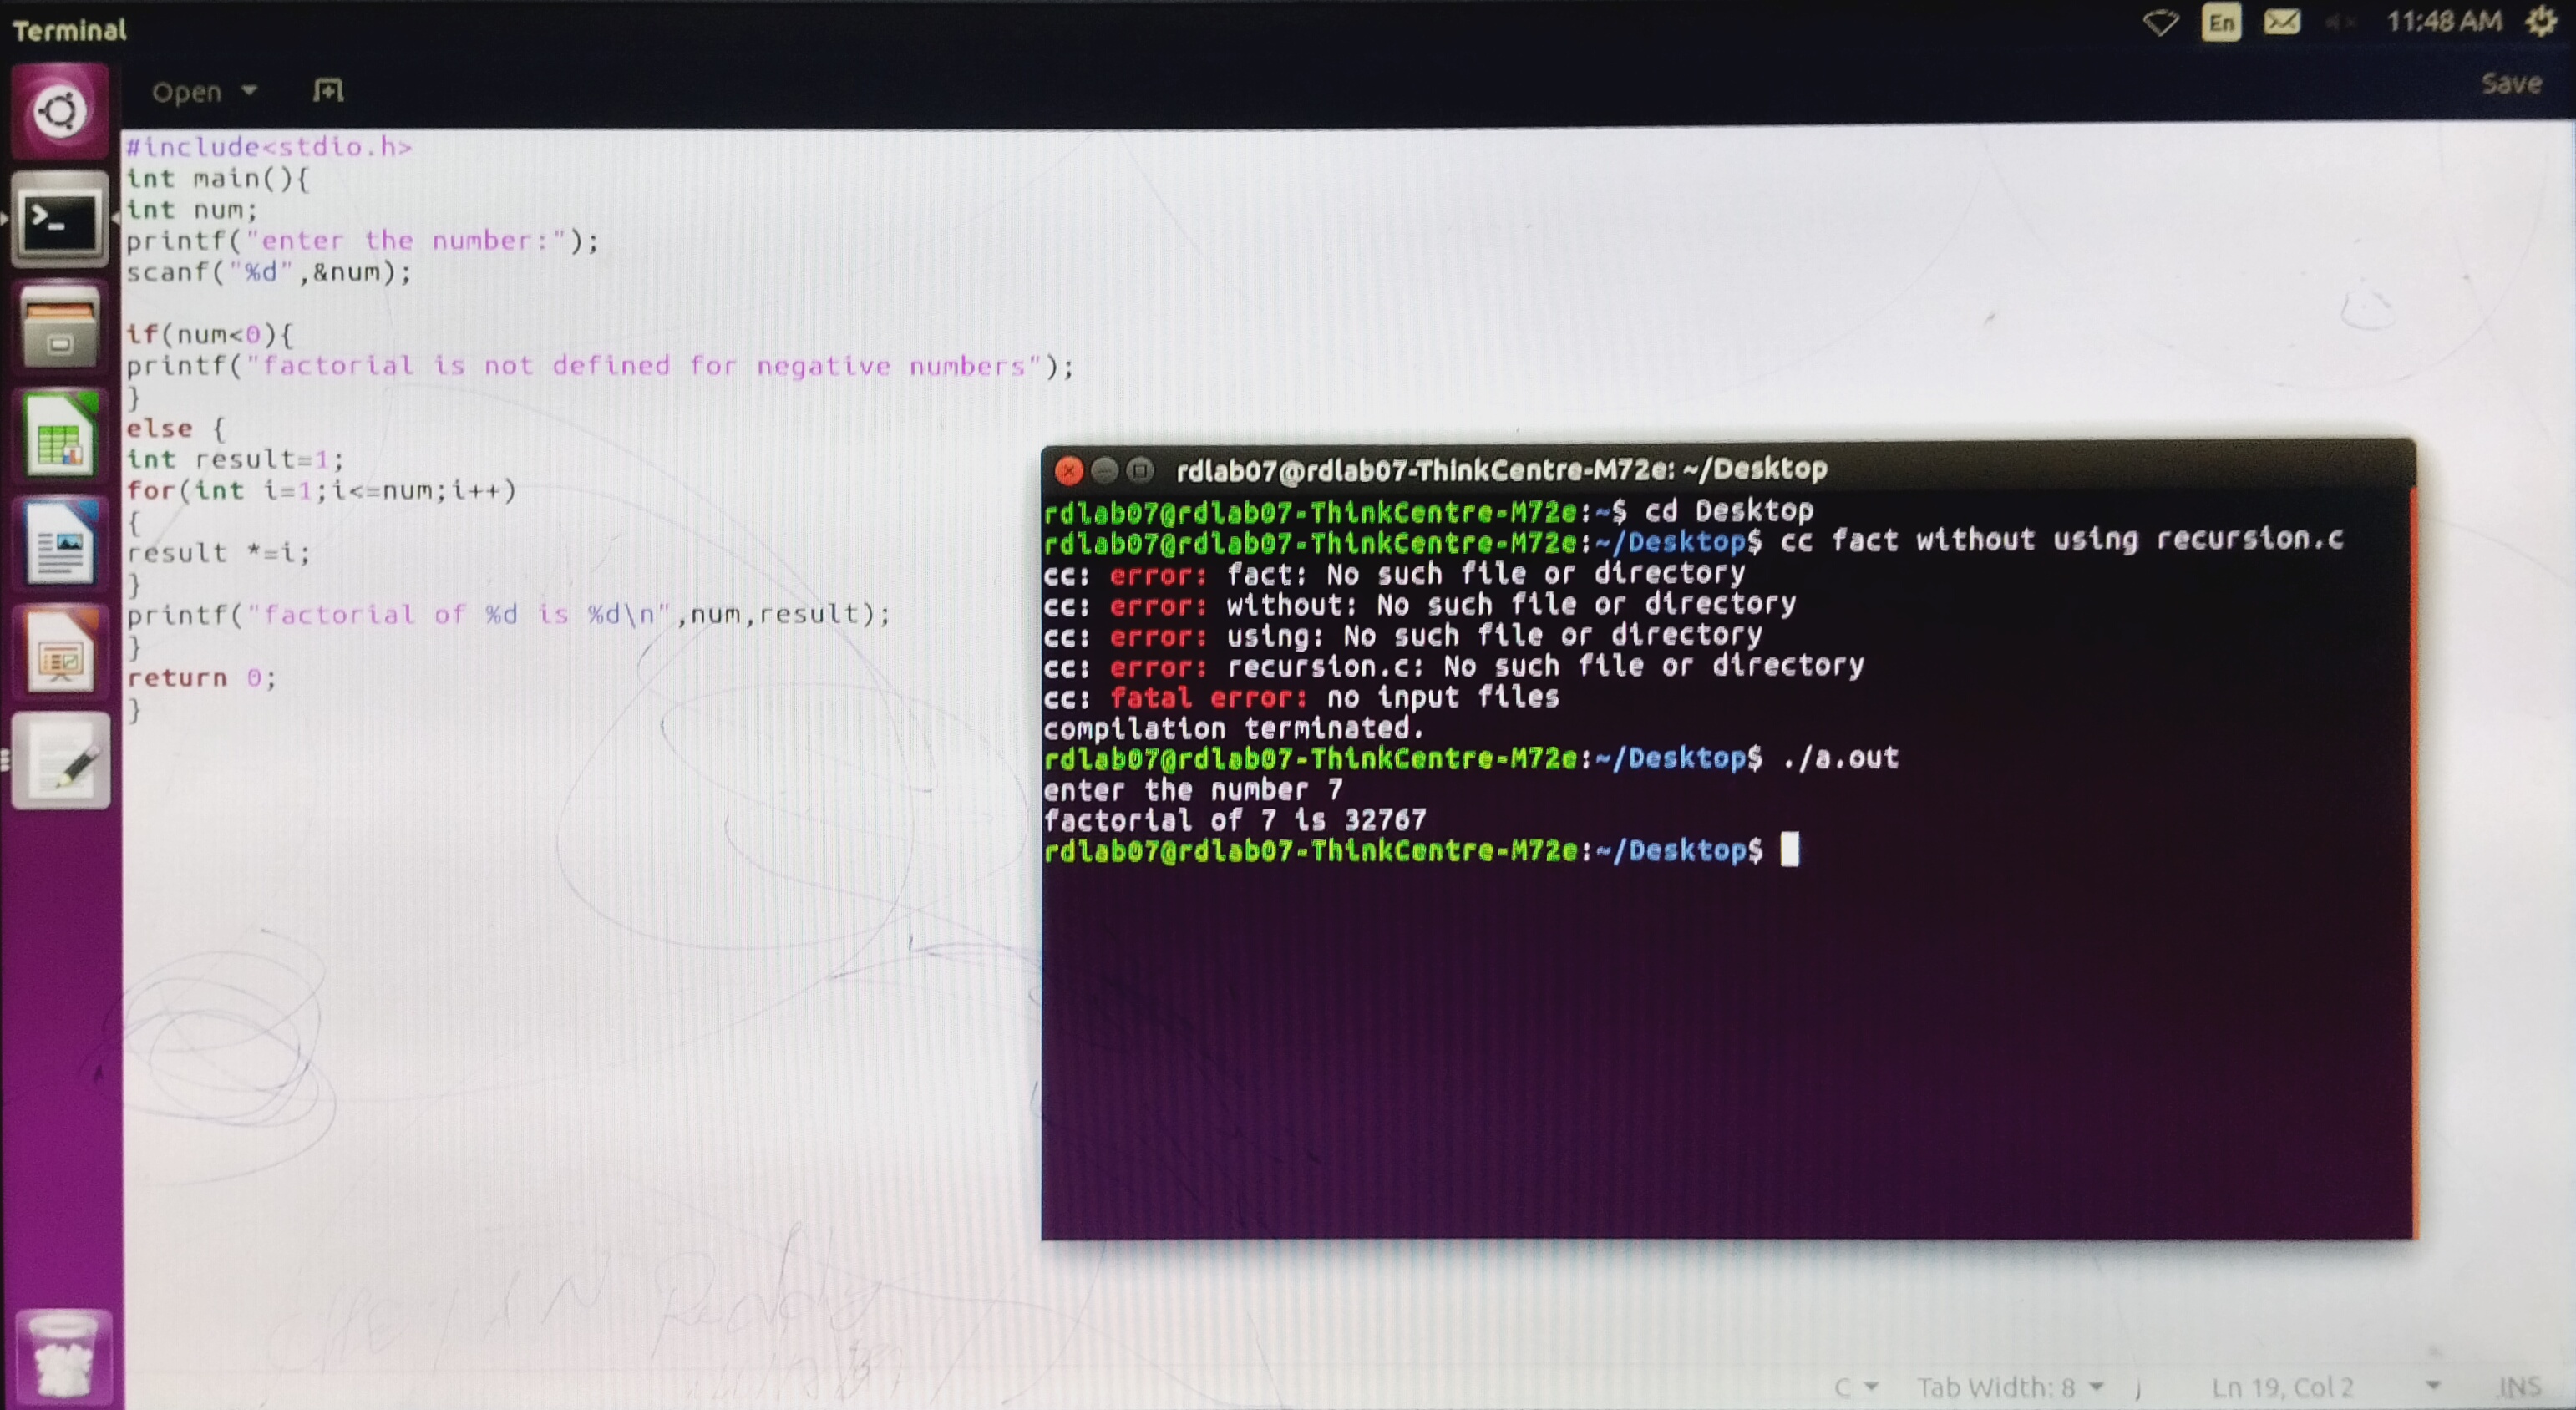 Terminal
En
11:48 AM
Open
Save
#include<stdio.h>
int main(){
int num;
printf("enter the number:");
scanf("%d",&num);
if(num<0){
printf("factorial is not defined for negative numbers");
}
else {
int result=1;
for(int i=1;i<=num;i++)
{
result *=i;
}
printf("factorial of %d is %d\n",num,result);
}
return 0;
}
rdlab07@rdlab07-ThinkCentre-M72e: ~/Desktop
rdlab07@rdlab07-ThinkCentre-M72e:~$ cd Desktop
rdlab07@rdlab07-ThinkCentre-M72e:~/Desktop$ cc fact without using recursion.c
cc: error: fact: No such file or directory
cc: error: without: No such file or directory
cc: error: using: No such file or directory
cc: error: recursion.c: No such file or directory
cc: fatal error: no input files
compilation terminated.
rdlab07@rdlab07-ThinkCentre-M72e:~/Desktop$ ./a.out
enter the number 7
factorial of 7 is 32767
rdlab07@rdlab07-ThinkCentre-M72e:~/Desktop$
Reddy
C Tab Width: 8 Ln 19, Col 2 INS